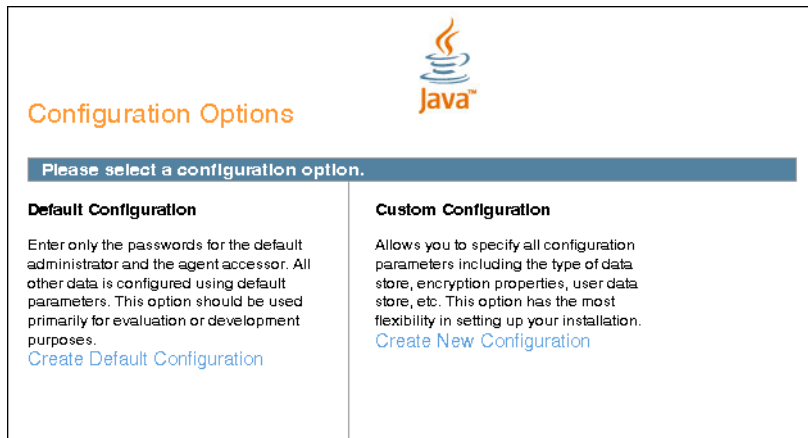 Java™
Configuration Options
Please select a configuration option.
Default Configuration
Enter only the passwords for the default
administrator and the agent accessor. All
other data is configured using default
parameters. This option should be used
primarily for evaluation or development
purposes.
Create Default Configuration
Custom Configuration
Allows you to specify all configuration
parameters including the type of data
store, encryption properties, user data
store, etc. This option has the most
flexibility in setting up your installation.
Create New Configuration